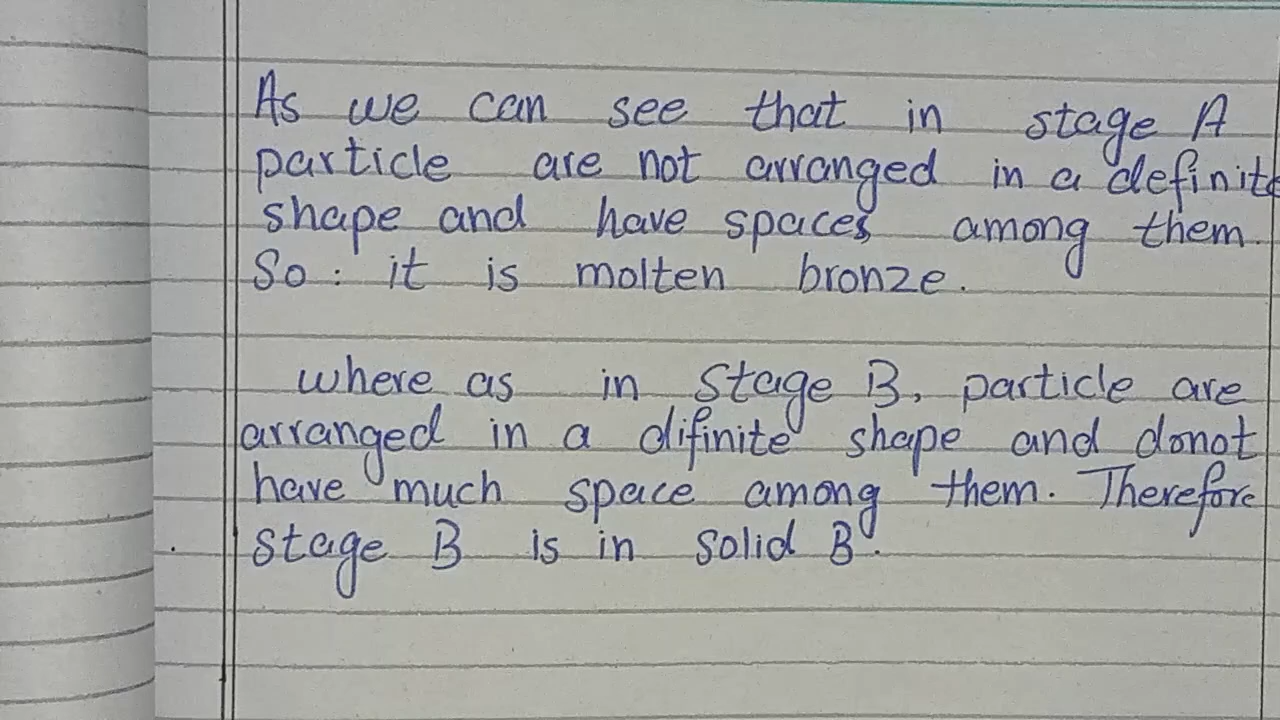 As we can see that in stage A
particle are not arranged in a definite
shape and have spaces among them.
So. it is molten bronze.
where as in stage B, particle are
arranged in a difinite shape and donot
have much space among them. Therefore
stage B is in solid B.